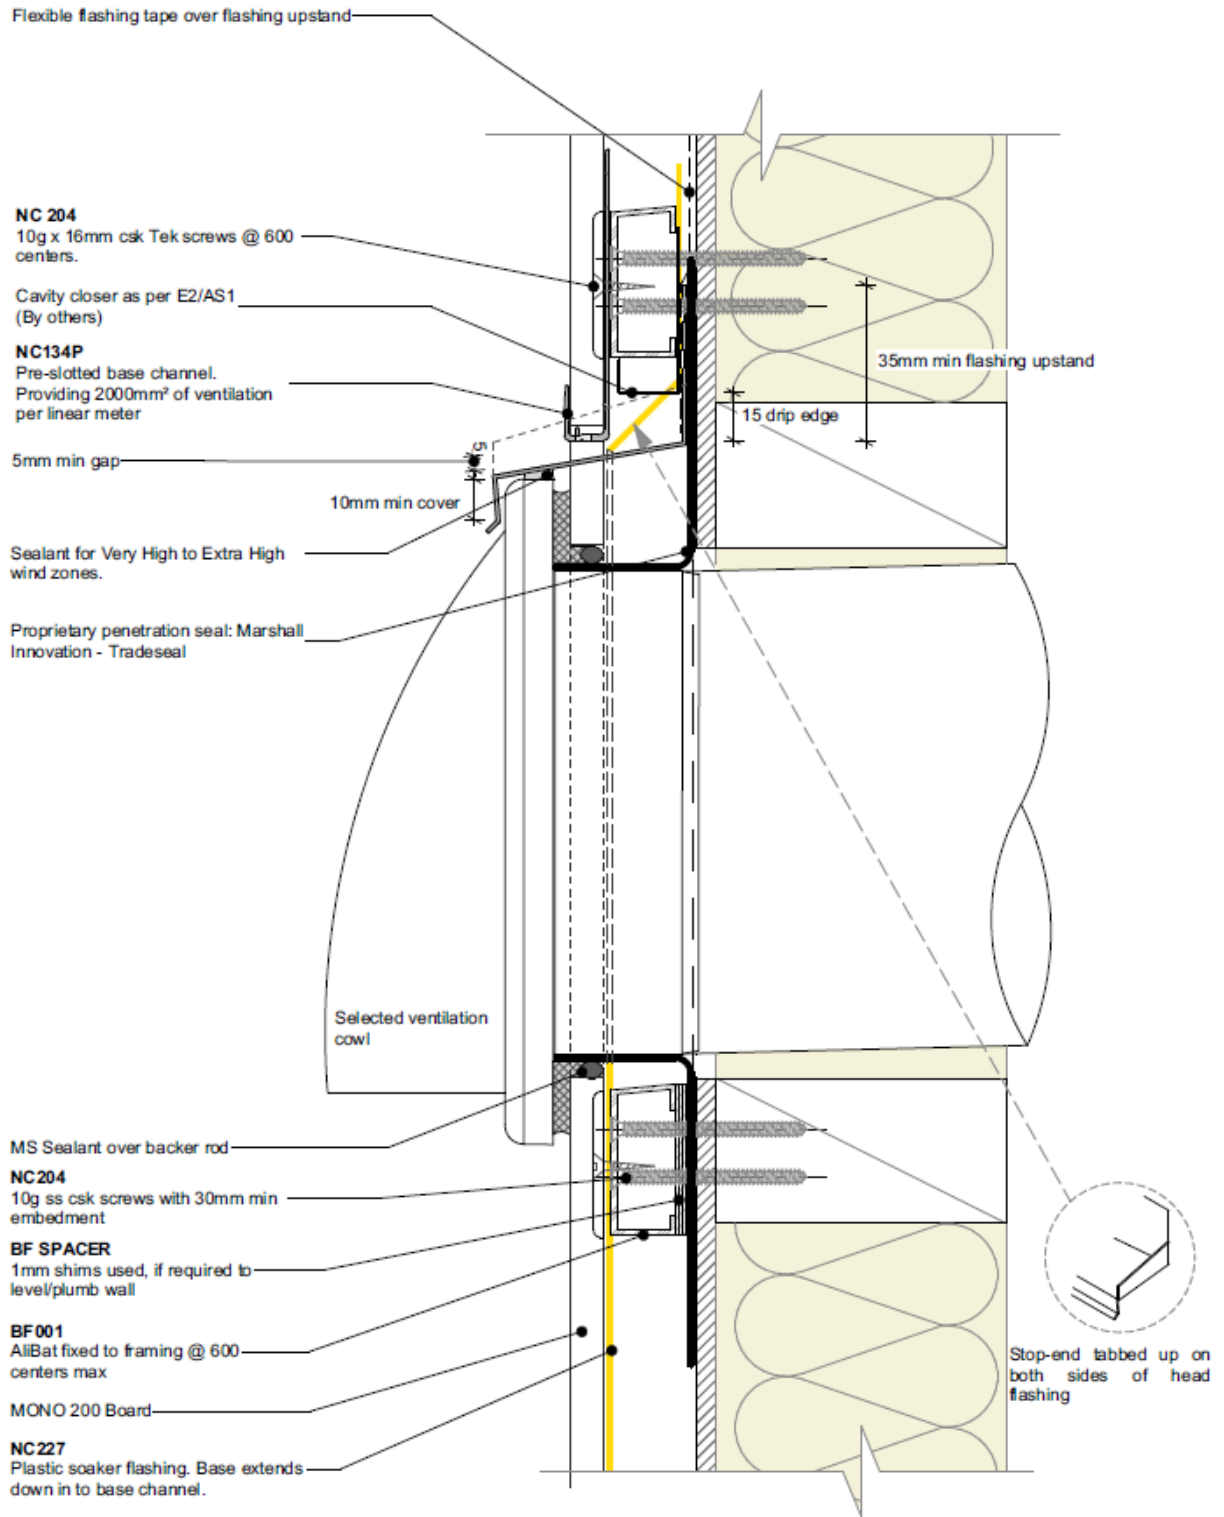 Flexible flashing tape over flashing upstand
NC 204
10g x 16mm csk Tek screws @ 600
centers.
Cavity closer as per E2/AS1
(By others)
NC134P
Pre-slotted base channel.
Providing 2000mm² of ventilation
per linear meter
5mm min gap
5
10mm min cover
35mm min flashing upstand
15 drip edge
Sealant for Very High to Extra High
wind zones.
Proprietary penetration seal: Marshall
Innovation - Tradeseal
Selected ventilation
cowl
MS Sealant over backer rod
NC204
10g ss csk screws with 30mm min
embedment
BF SPACER
1mm shims used, if required to
level/plumb wall
BF001
AliBat fixed to framing @ 600
centers max
MONO 200 Board
NC227
Plastic soaker flashing. Base extends
down in to base channel.
Stop-end tabbed up on
both sides of head
flashing